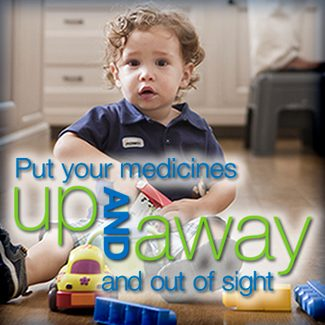 Put your medicines
up AND away
and out of sight